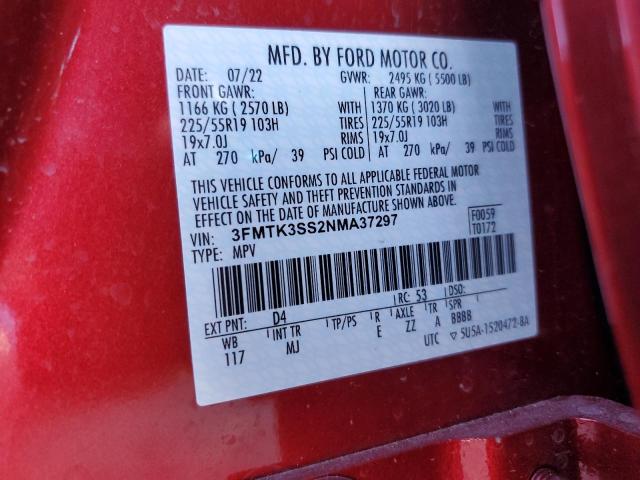 MFD. BY FORD MOTOR CO.
DATE: 07/22 GVWR: 2495 KG ( 5500 LB)
FRONT GAWR: REAR GAWR:
1166 KG ( 2570 LB) WITH 1370 KG ( 3020 LB) WITH
225/55R19 103H TIRES 225/55R19 103H TIRES
19x7.0J RIMS 19x7.0J RIMS
AT 270 kPa/ 39 PSI COLD AT 270 kPa/ 39 PSI COLD
THIS VEHICLE CONFORMS TO ALL APPLICABLE FEDERAL MOTOR
VEHICLE SAFETY AND THEFT PREVENTION STANDARDS IN
EFFECT ON THE DATE OF MANUFACTURE SHOWN ABOVE.
VIN: 3FMTK3SS2NMA37297 F0059
TYPE: MPV T0172
EXT PNT: D4 RC: 53 DSO:
WB INT TR TP/PS R AXLE TR SPR
117 MJ E ZZ A BBBB
UTC ▽ 5U5A-1520472-BA